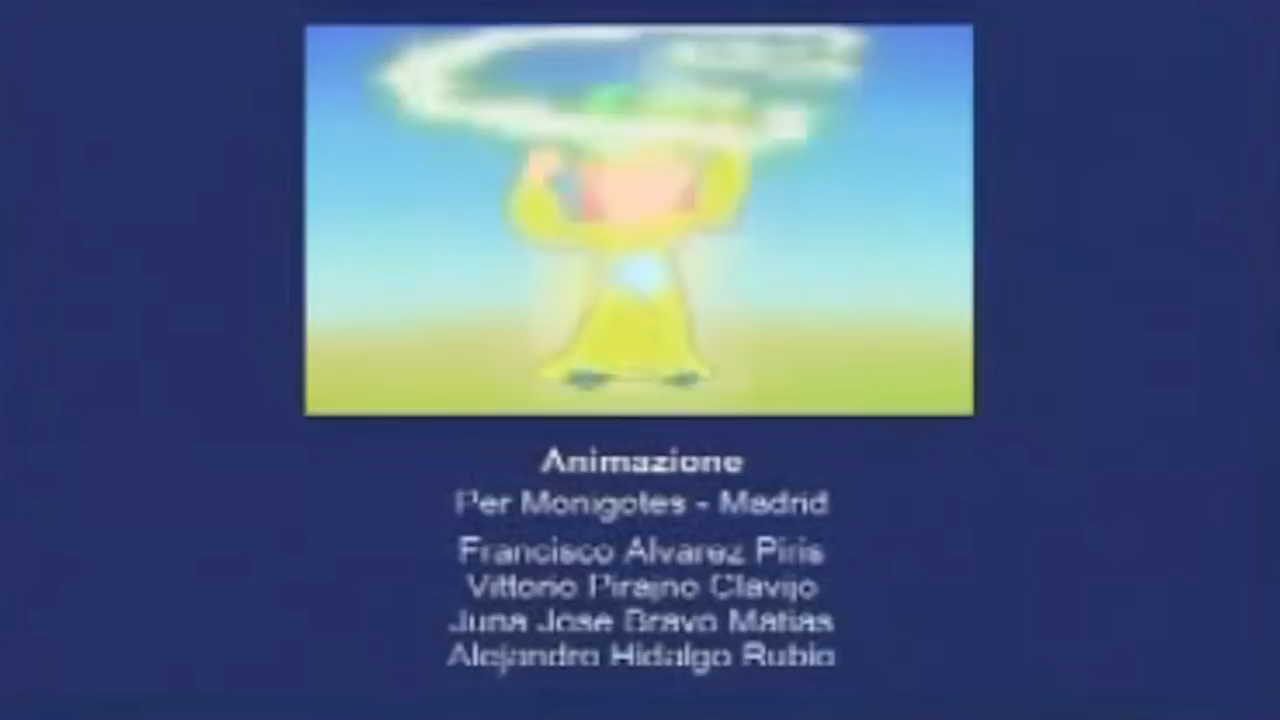 Animazione
Per Monigotes - Madrid
Francisco Alvarez Piris
Vittorio Pirajno Clavijo
Juna Jose Bravo Matias
Alejandro Hidalgo Rubio